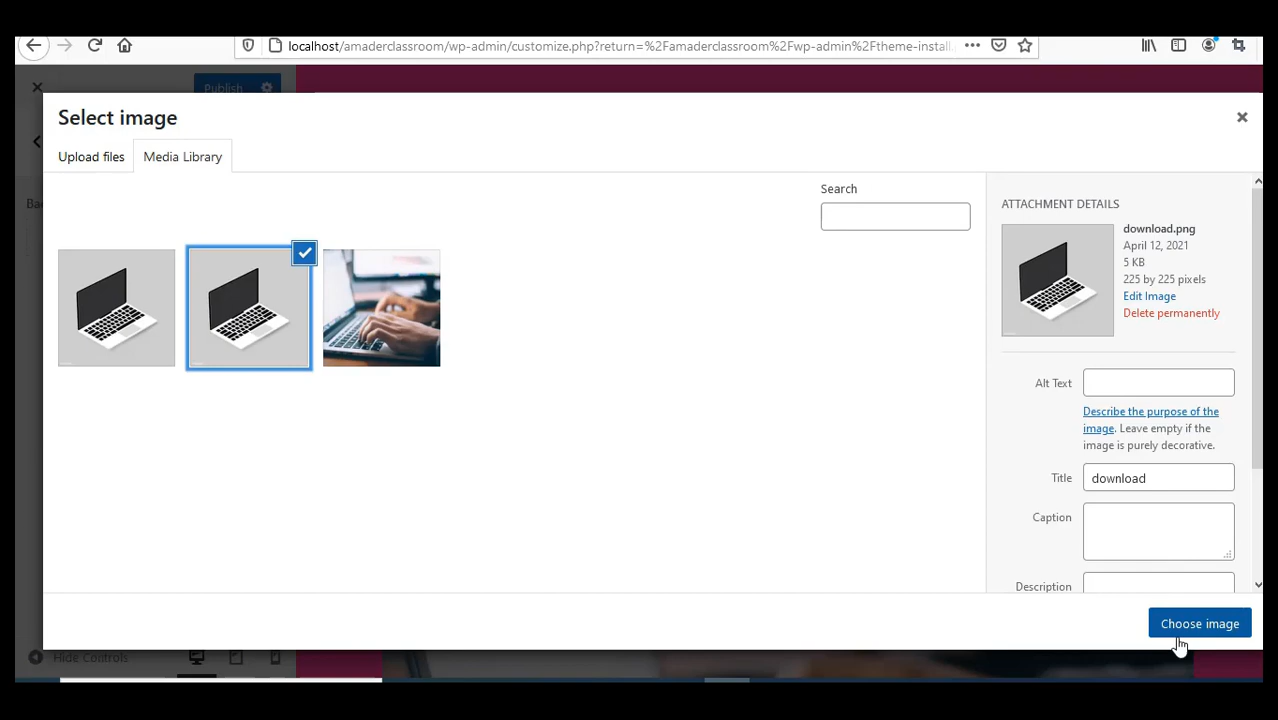 localhost/amaderclassroom/wp-admin/customize.php?return=%2Famaderclassroom%2Fwp-admin%2Ftheme-install.
Publish
Select image
Upload files
Media Library
Search
ATTACHMENT DETAILS
download.png
April 12, 2021
5 KB
225 by 225 pixels
Edit Image
Delete permanently
Alt Text
Describe the purpose of the
image. Leave empty if the
image is purely decorative.
Title
download
Caption
Description
Choose image
Hide Controls